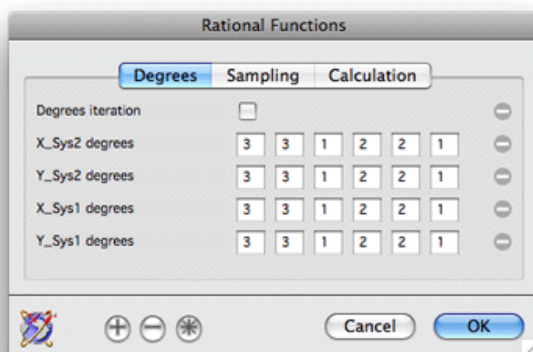 Rational Functions
Degrees Sampling Calculation
Degrees iteration
X_Sys2 degrees 3 3 1 2 2 1
Y_Sys2 degrees 3 3 1 2 2 1
X_Sys1 degrees 3 3 1 2 2 1
Y_Sys1 degrees 3 3 1 2 2 1
Cancel OK